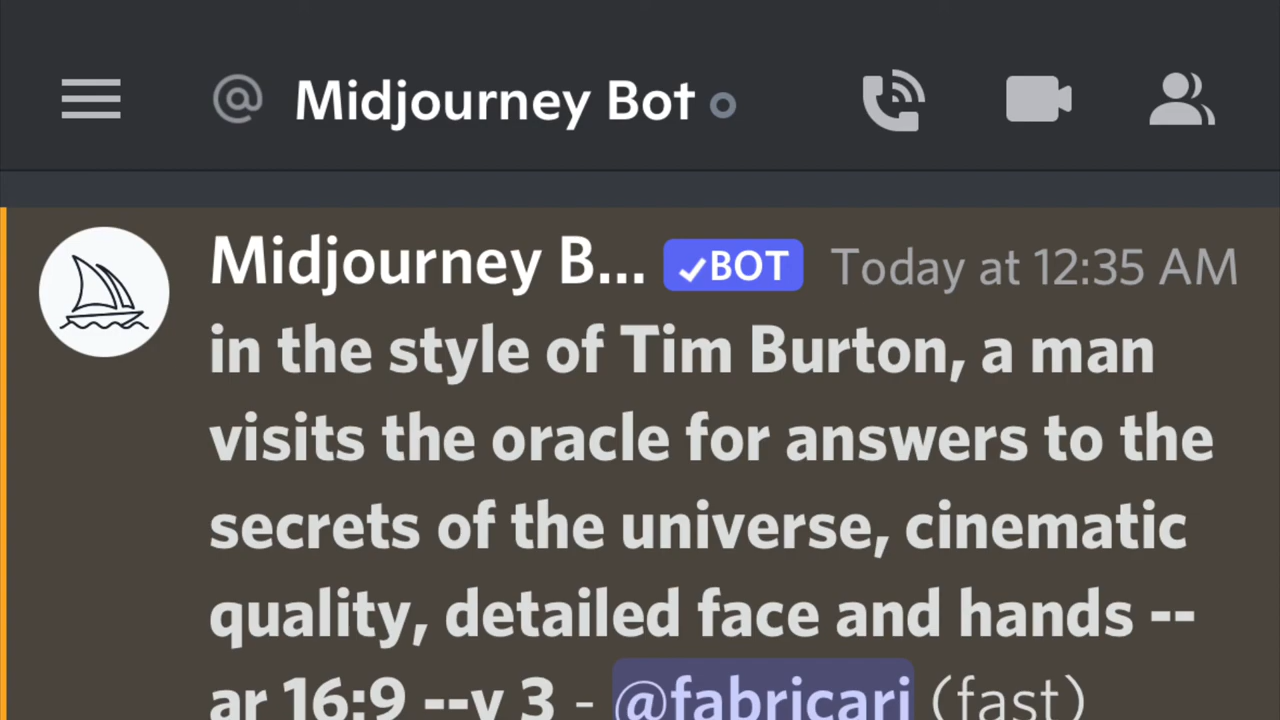 @ Midjourney Bot
Midjourney B... BOT Today at 12:35 AM
in the style of Tim Burton, a man
visits the oracle for answers to the
secrets of the universe, cinematic
quality, detailed face and hands --
ar 16:9 --v 3 - @fabricari (fast)